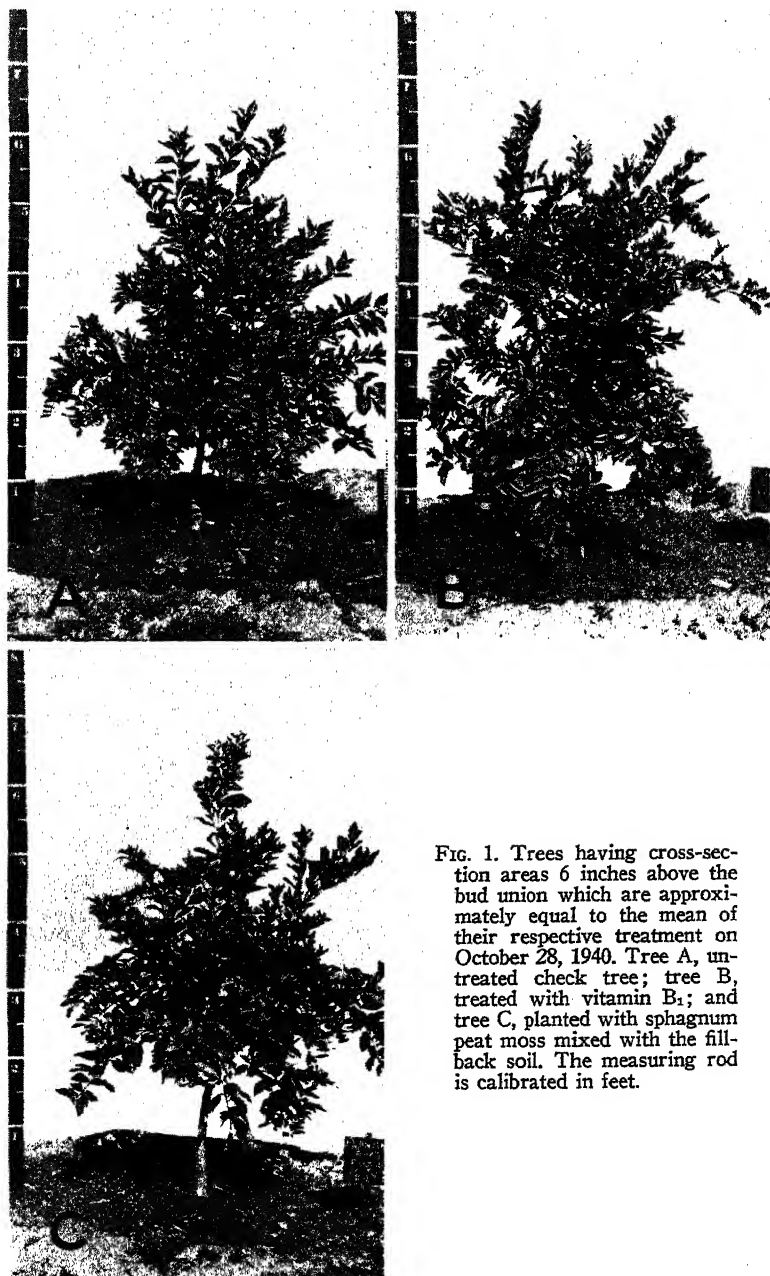 A
B
C
FIG. 1. Trees having cross-sec-
tion areas 6 inches above the
bud union which are approxi-
mately equal to the mean of
their respective treatment on
October 28, 1940. Tree A, un-
treated check tree; tree B,
treated with vitamin B₁; and
tree C, planted with sphagnum
peat moss mixed with the fill-
back soil. The measuring rod
is calibrated in feet.